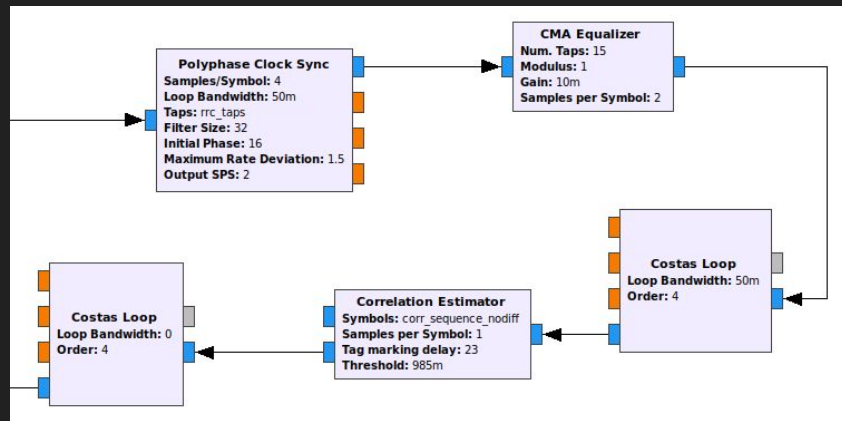 Polyphase Clock Sync
Samples/Symbol: 4
Loop Bandwidth: 50m
Taps: rrc_taps
Filter Size: 32
Initial Phase: 16
Maximum Rate Deviation: 1.5
Output SPS: 2
CMA Equalizer
Num. Taps: 15
Modulus: 1
Gain: 10m
Samples per Symbol: 2
Costas Loop
Loop Bandwidth: 50m
Order: 4
Correlation Estimator
Symbols: corr_sequence_nodiff
Samples per Symbol: 1
Tag marking delay: 23
Threshold: 985m
Costas Loop
Loop Bandwidth: 0
Order: 4